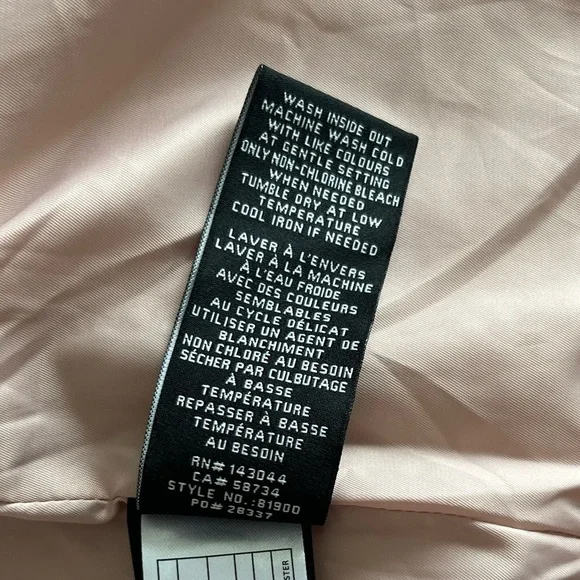 WASH INSIDE OUT
MACHINE WASH COLD
WITH LIKE COLOURS
AT GENTLE SETTING
ONLY NON-CHLORINE BLEACH
WHEN NEEDED
TUMBLE DRY AT LOW
TEMPERATURE
COOL IRON IF NEEDED
LAVER À L'ENVERS
LAVER À LA MACHINE
À L'EAU FROIDE
AVEC DES COULEURS
SEMBLABLES
AU CYCLE DÉLICAT
UTILISER UN AGENT DE
BLANCHIMENT
NON CHLORÉ AU BESOIN
SÉCHER PAR CULBUTAGE
À BASSE
TEMPÉRATURE
REPASSER À BASSE
TEMPÉRATURE
AU BESOIN
RN# 143044
CA# 58734
STYLE NO.:81900
PO# 28337